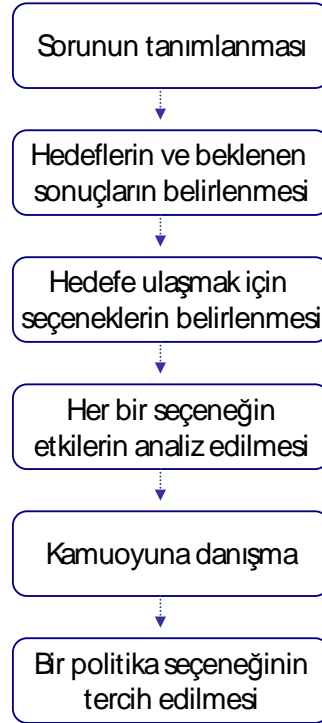 Sorunun tanımlanması
Hedeflerin ve beklenen
sonuçların belirlenmesi
Hedefe ulaşmak için
seçeneklerin belirlenmesi
Her bir seçeneğin
etkilerin analiz edilmesi
Kamuoyuna danışma
Bir politika seçeneğinin
tercih edilmesi